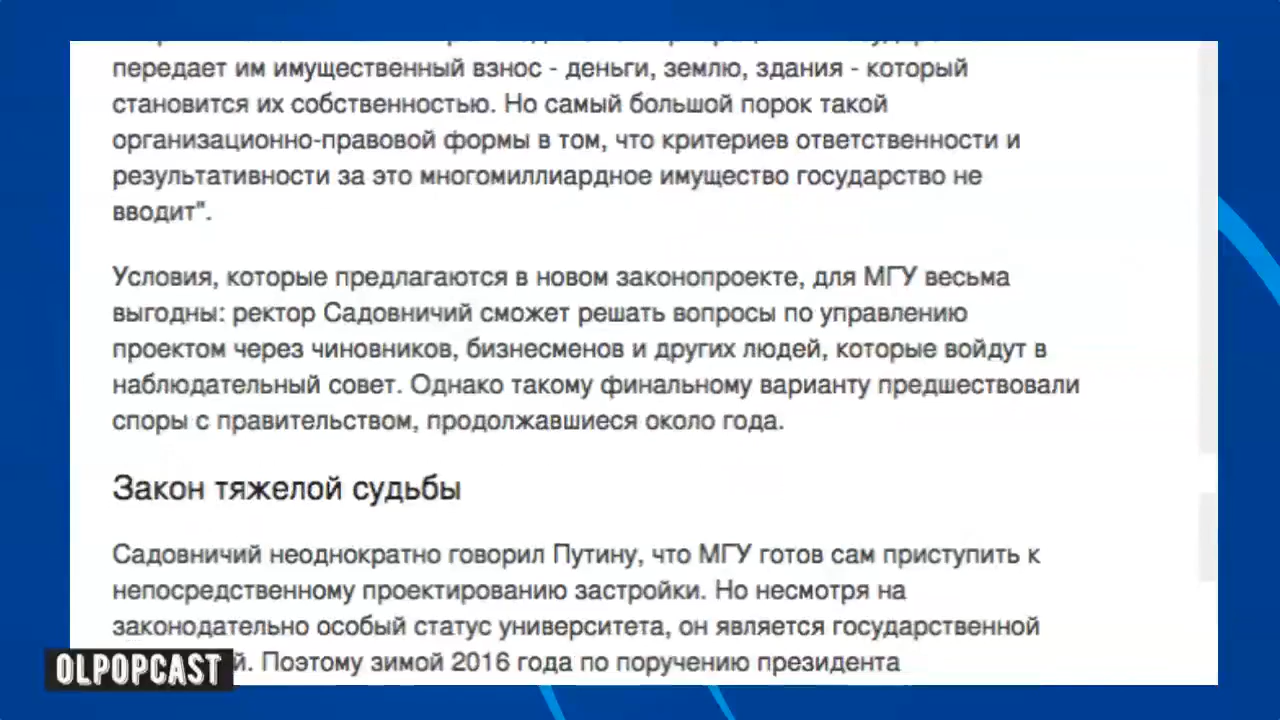 передает им имущественный взнос - деньги, землю, здания - который
становится их собственностью. Но самый большой порок такой
организационно-правовой формы в том, что критериев ответственности и
результативности за это многомиллиардное имущество государство не
вводит".
Условия, которые предлагаются в новом законопроекте, для МГУ весьма
выгодны: ректор Садовничий сможет решать вопросы по управлению
проектом через чиновников, бизнесменов и других людей, которые войдут в
наблюдательный совет. Однако такому финальному варианту предшествовали
споры с правительством, продолжавшиеся около года.
Закон тяжелой судьбы
Садовничий неоднократно говорил Путину, что МГУ готов сам приступить к
непосредственному проектированию застройки. Но несмотря на
законодательно особый статус университета, он является государственной
й. Поэтому зимой 2016 года по поручению президента
OLPOPCAST